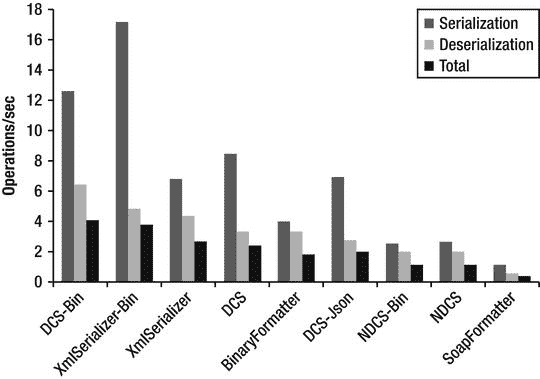 18
16
14
12
10
8
6
4
2
0
Operations/sec
Serialization
Deserialization
Total
DCS-Bin
XmlSerializer-Bin
XmlSerializer
DCS
BinaryFormatter
DCS-Json
NDCS-Bin
NDCS
SoapFormatter